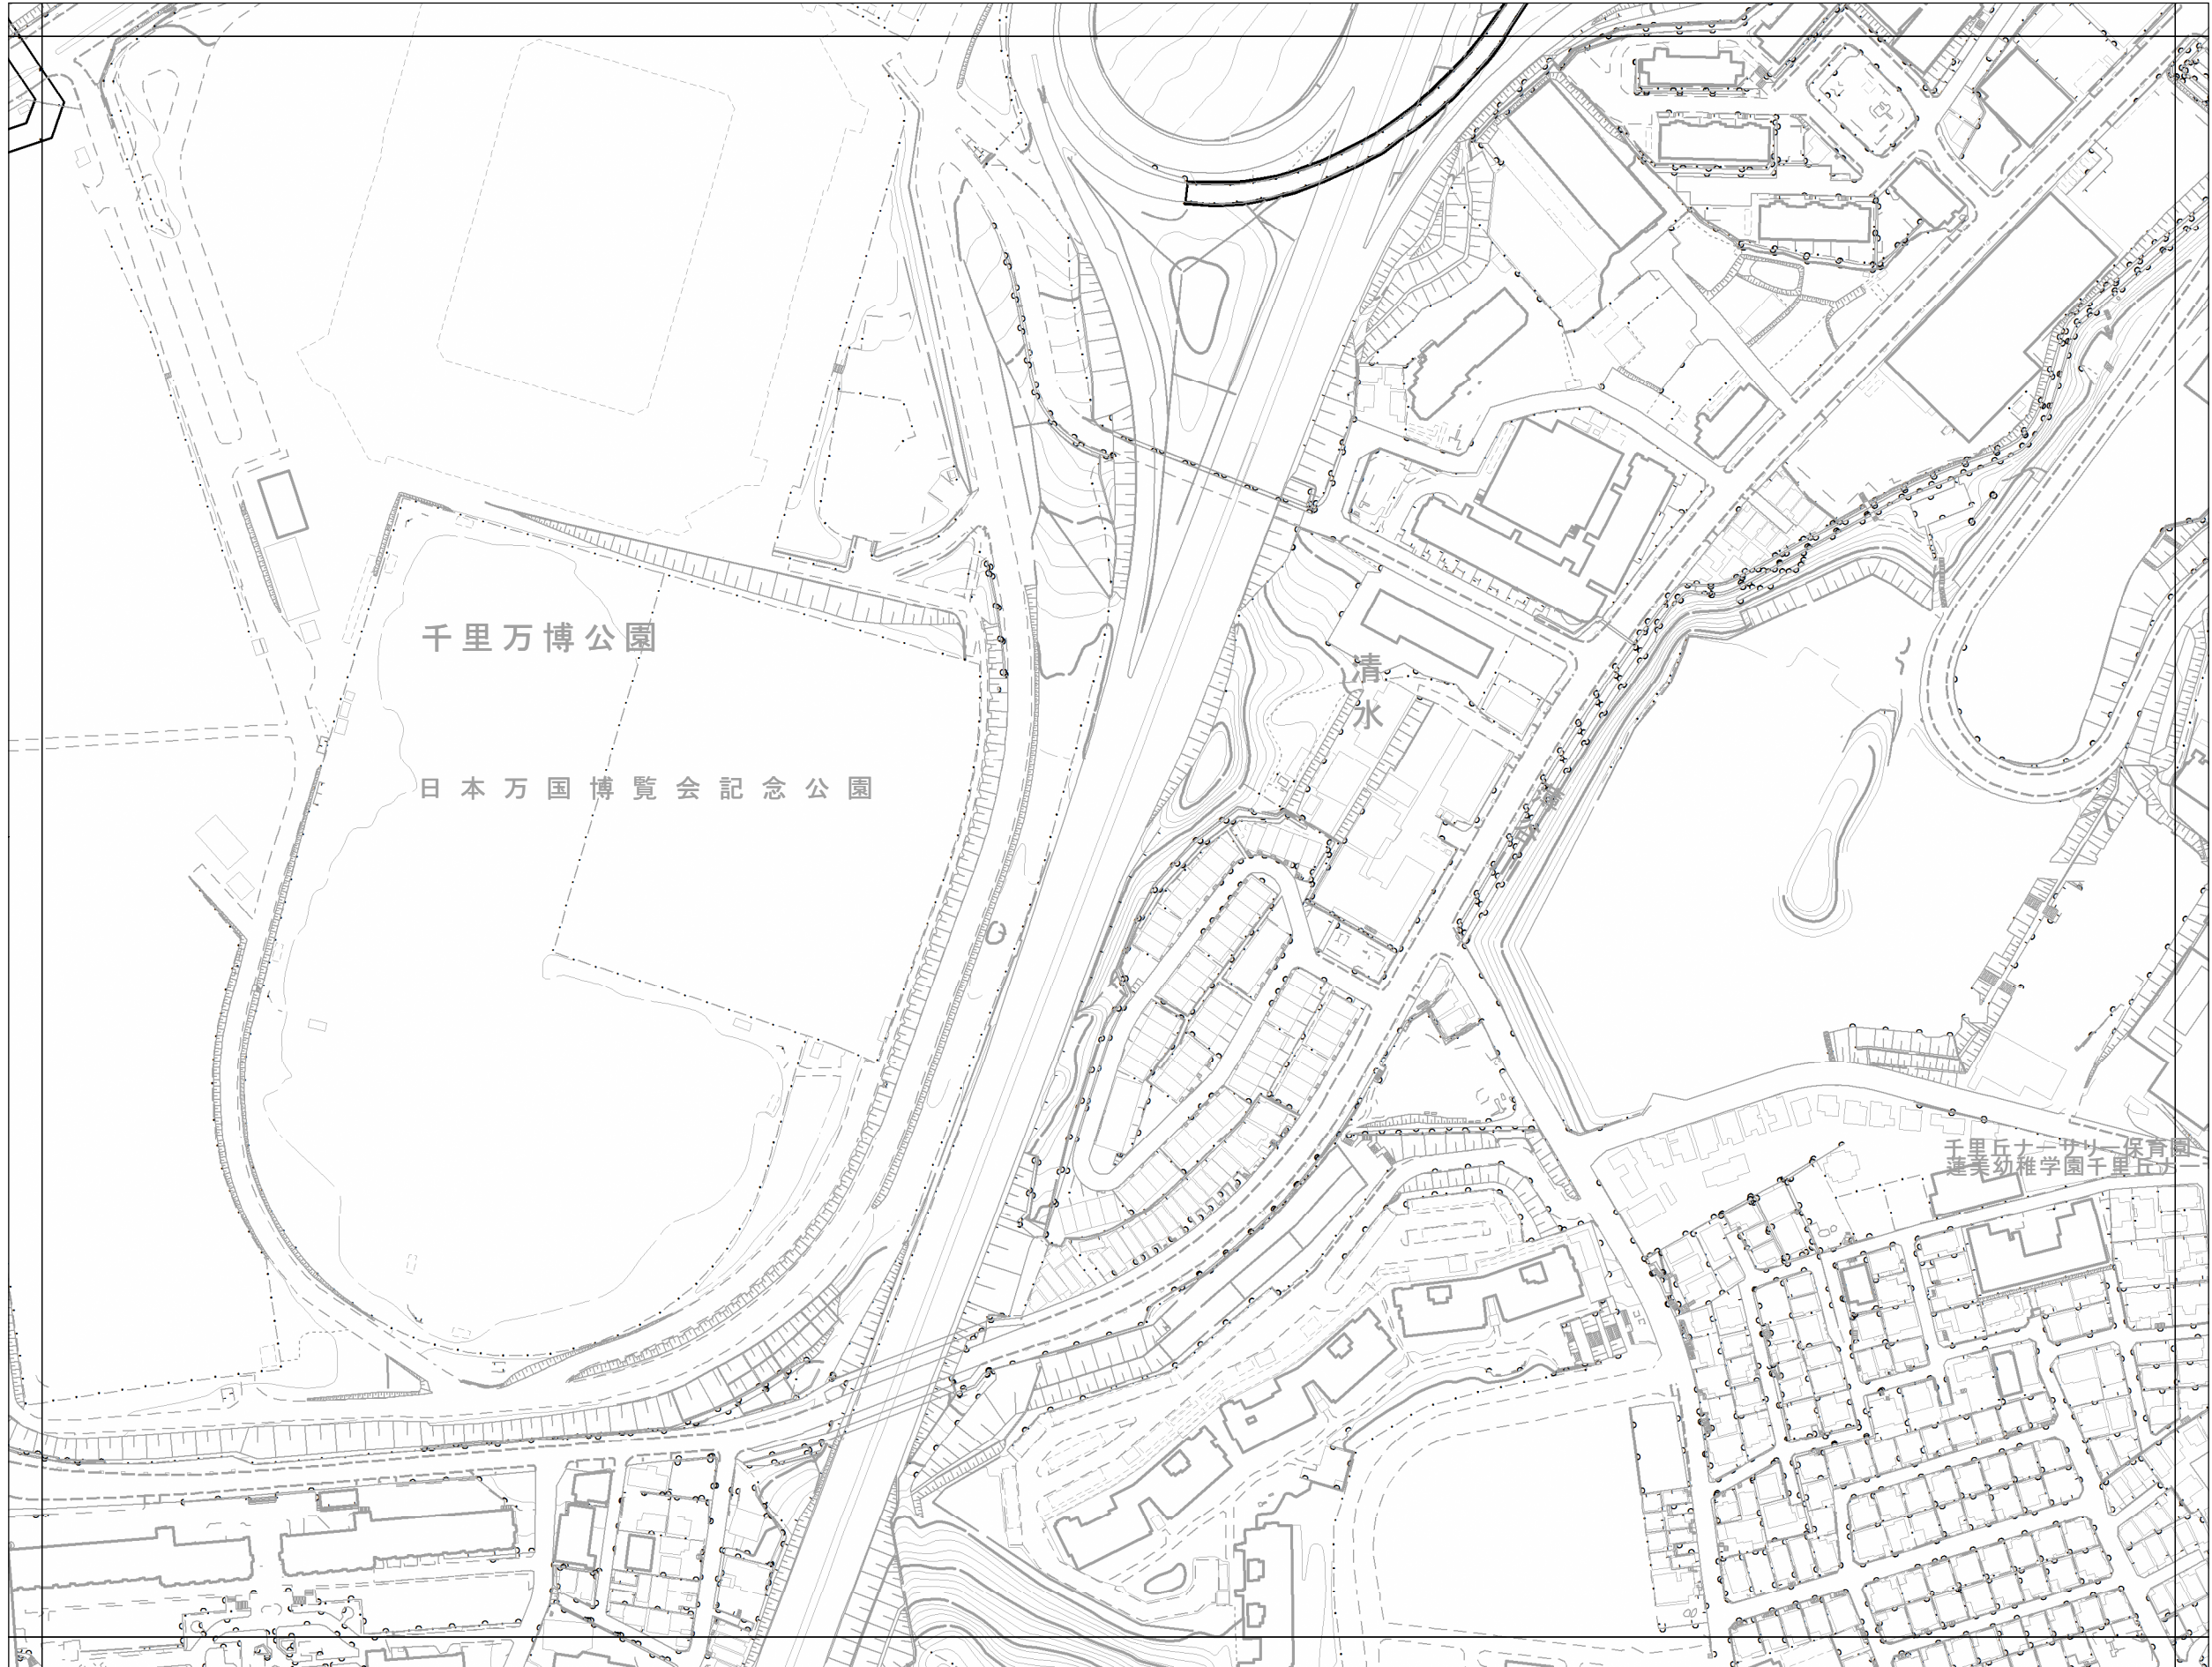 千里万博公園
清水
日本万国博覧会記念公園
千里丘ナーサリー保育園
蓮美幼稚学園千里丘ナー